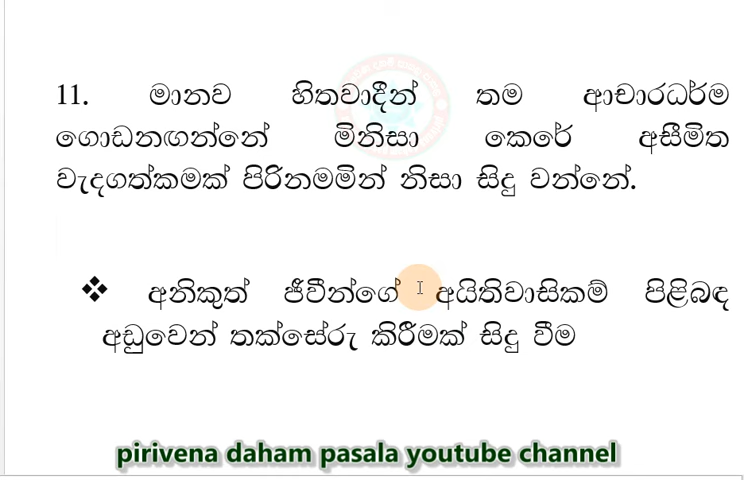 11. මානව හිතවාදීන් තම ආචාරධර්ම
ගොඩනඟන්නේ මිනිසා කෙරේ අසීමිත
වැදගත්කමක් පිරිනමමින් නිසා සිදු වන්නේ.
❖ අනිකුත් ජීවීන්ගේ අයිතිවාසිකම් පිළිබඳ
අඩුවෙන් තක්සේරු කිරීමක් සිදු වීම
pirivena daham pasala youtube channel